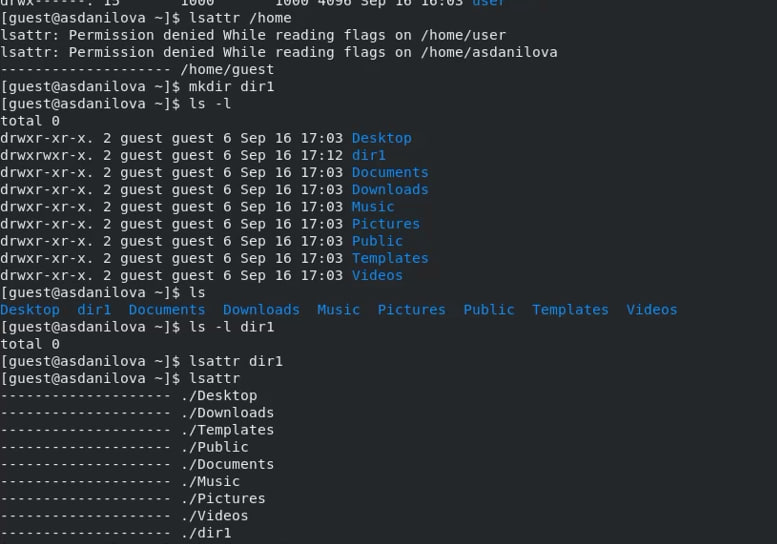 drwx------. 15 1000 1000 4096 Sep 16 16:03 user
[guest@asdanilova ~]$ lsattr /home
lsattr: Permission denied While reading flags on /home/user
lsattr: Permission denied While reading flags on /home/asdanilova
-------------------- /home/guest
[guest@asdanilova ~]$ mkdir dir1
[guest@asdanilova ~]$ ls -l
total 0
drwxr-xr-x. 2 guest guest 6 Sep 16 17:03 Desktop
drwxrwxr-x. 2 guest guest 6 Sep 16 17:12 dir1
drwxr-xr-x. 2 guest guest 6 Sep 16 17:03 Documents
drwxr-xr-x. 2 guest guest 6 Sep 16 17:03 Downloads
drwxr-xr-x. 2 guest guest 6 Sep 16 17:03 Music
drwxr-xr-x. 2 guest guest 6 Sep 16 17:03 Pictures
drwxr-xr-x. 2 guest guest 6 Sep 16 17:03 Public
drwxr-xr-x. 2 guest guest 6 Sep 16 17:03 Templates
drwxr-xr-x. 2 guest guest 6 Sep 16 17:03 Videos
[guest@asdanilova ~]$ ls
Desktop dir1 Documents Downloads Music Pictures Public Templates Videos
[guest@asdanilova ~]$ ls -l dir1
total 0
[guest@asdanilova ~]$ lsattr dir1
[guest@asdanilova ~]$ lsattr
-------------------- ./Desktop
-------------------- ./Downloads
-------------------- ./Templates
-------------------- ./Public
-------------------- ./Documents
-------------------- ./Music
-------------------- ./Pictures
-------------------- ./Videos
-------------------- ./dir1